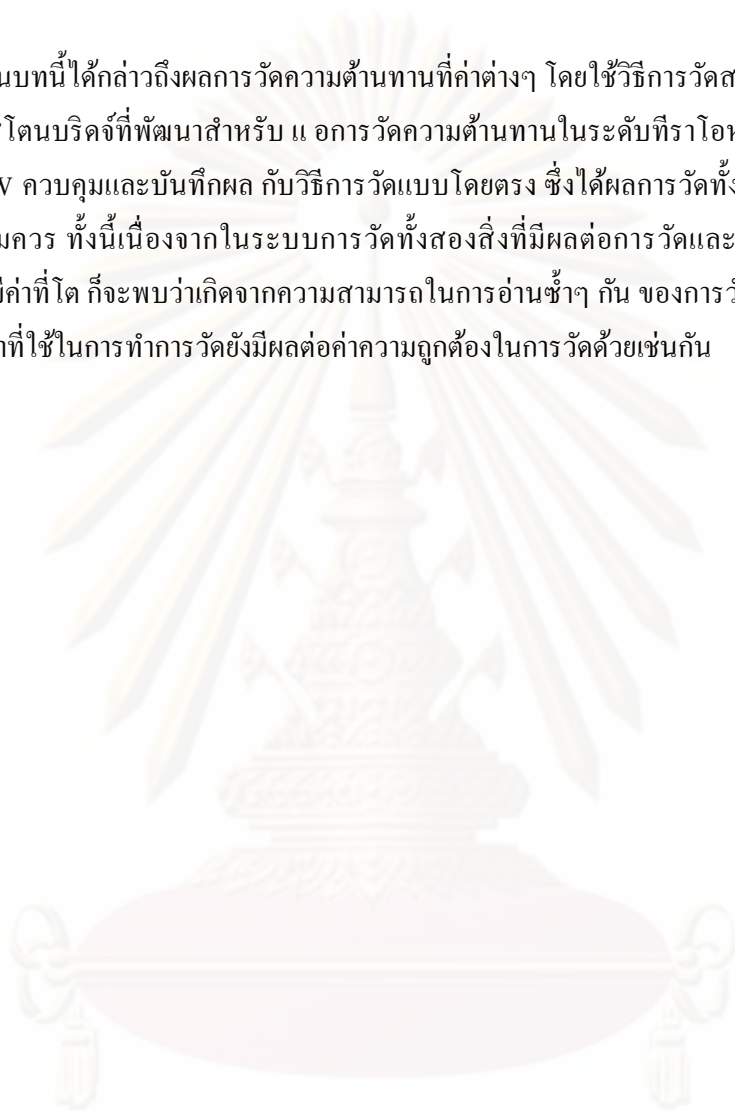 นบทนี้ได้กล่าวถึงผลการวัดความต้านทานที่ค่าต่างๆ โดยใช้วิธีการวัดส
โตนบริดจ์ที่พัฒนาสำหรับ แ อการวัดความต้านทานในระดับทีราโอห
V ควบคุมและบันทึกผล กับวิธีการวัดแบบโดยตรง ซึ่งได้ผลการวัดทั้ง
มควร ทั้งนี้เนื่องจากในระบบการวัดทั้งสองสิ่งที่มีผลต่อการวัดและ
มีค่าที่โต ก็จะพบว่าเกิดจากความสามารถในการอ่านซ้ำๆ กัน ของการวั
าที่ใช้ในการทำการวัดยังมีผลต่อค่าความถูกต้องในการวัดด้วยเช่นกัน